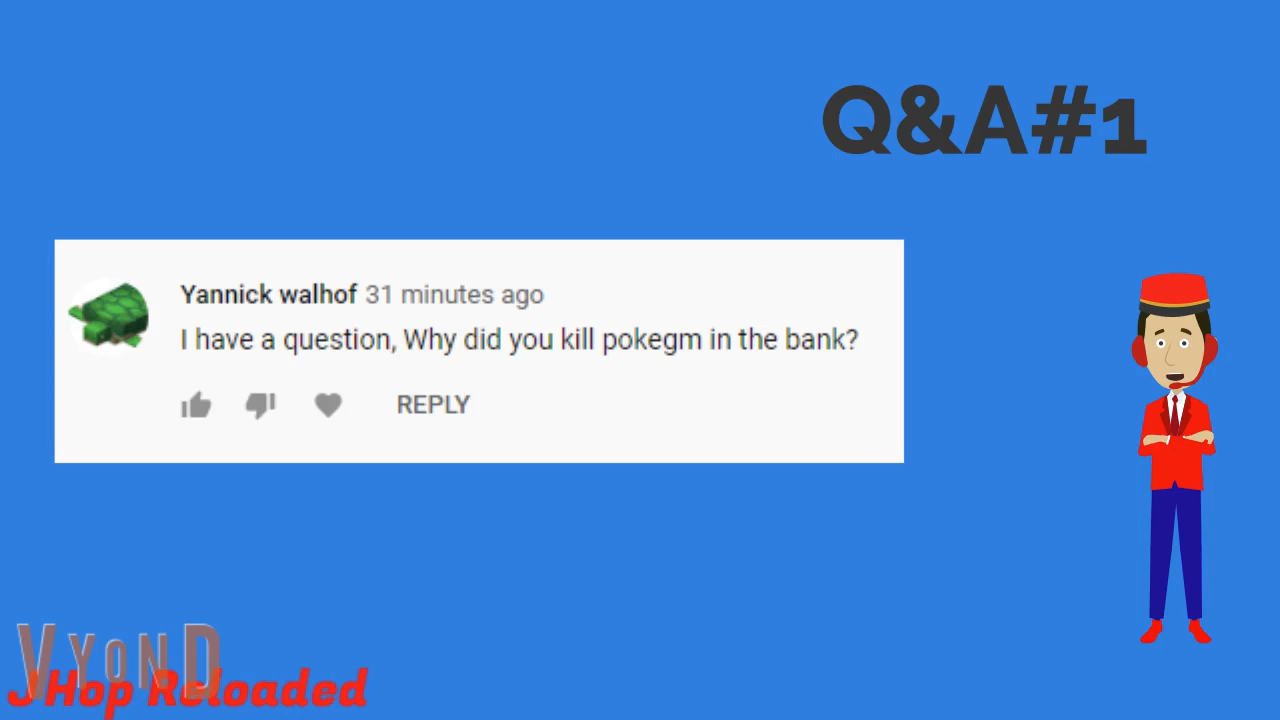 Q&A#1
Yannick walhof 31 minutes ago
I have a question, Why did you kill pokegm in the bank?
REPLY
VYOND
JHop Reloaded